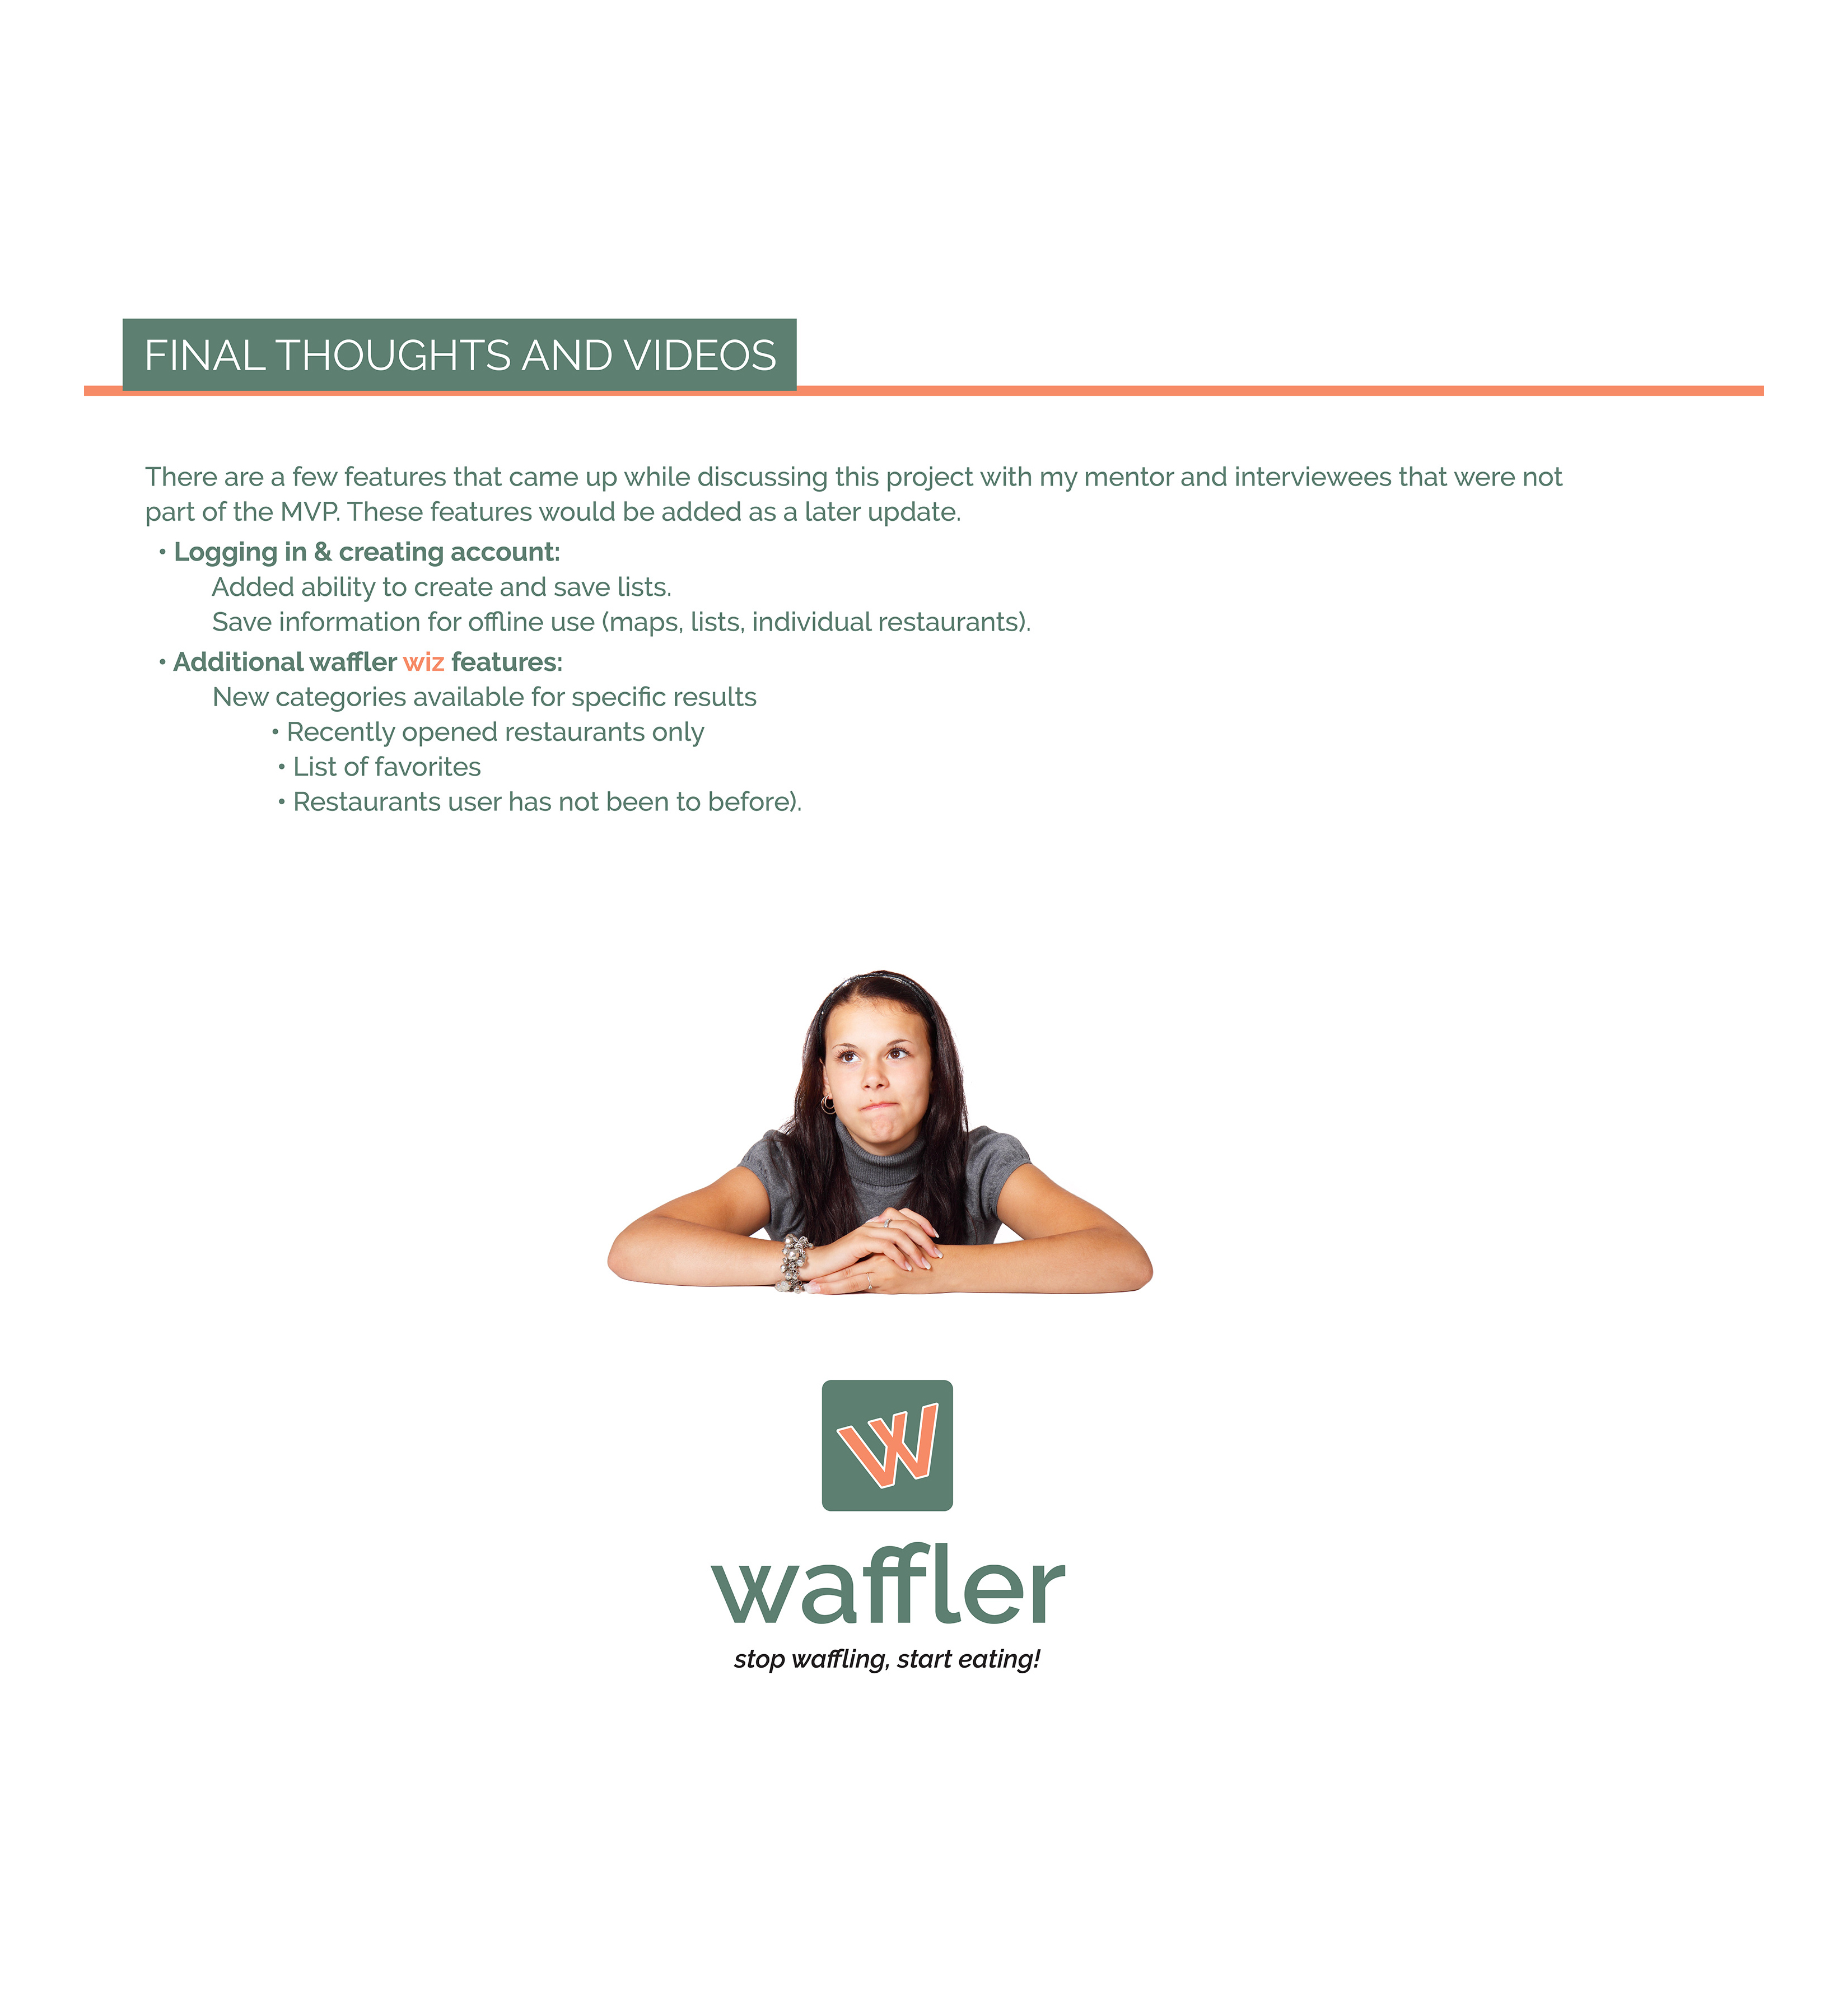 FINAL THOUGHTS AND VIDEOS
There are a few features that came up while discussing this project with my mentor and interviewees that were not
part of the MVP. These features would be added as a later update.
• Logging in & creating account:
Added ability to create and save lists.
Save information for offline use (maps, lists, individual restaurants).
• Additional waffler wiz features:
New categories available for specific results
• Recently opened restaurants only
• List of favorites
• Restaurants user has not been to before).
W
waffler
stop waffling, start eating!